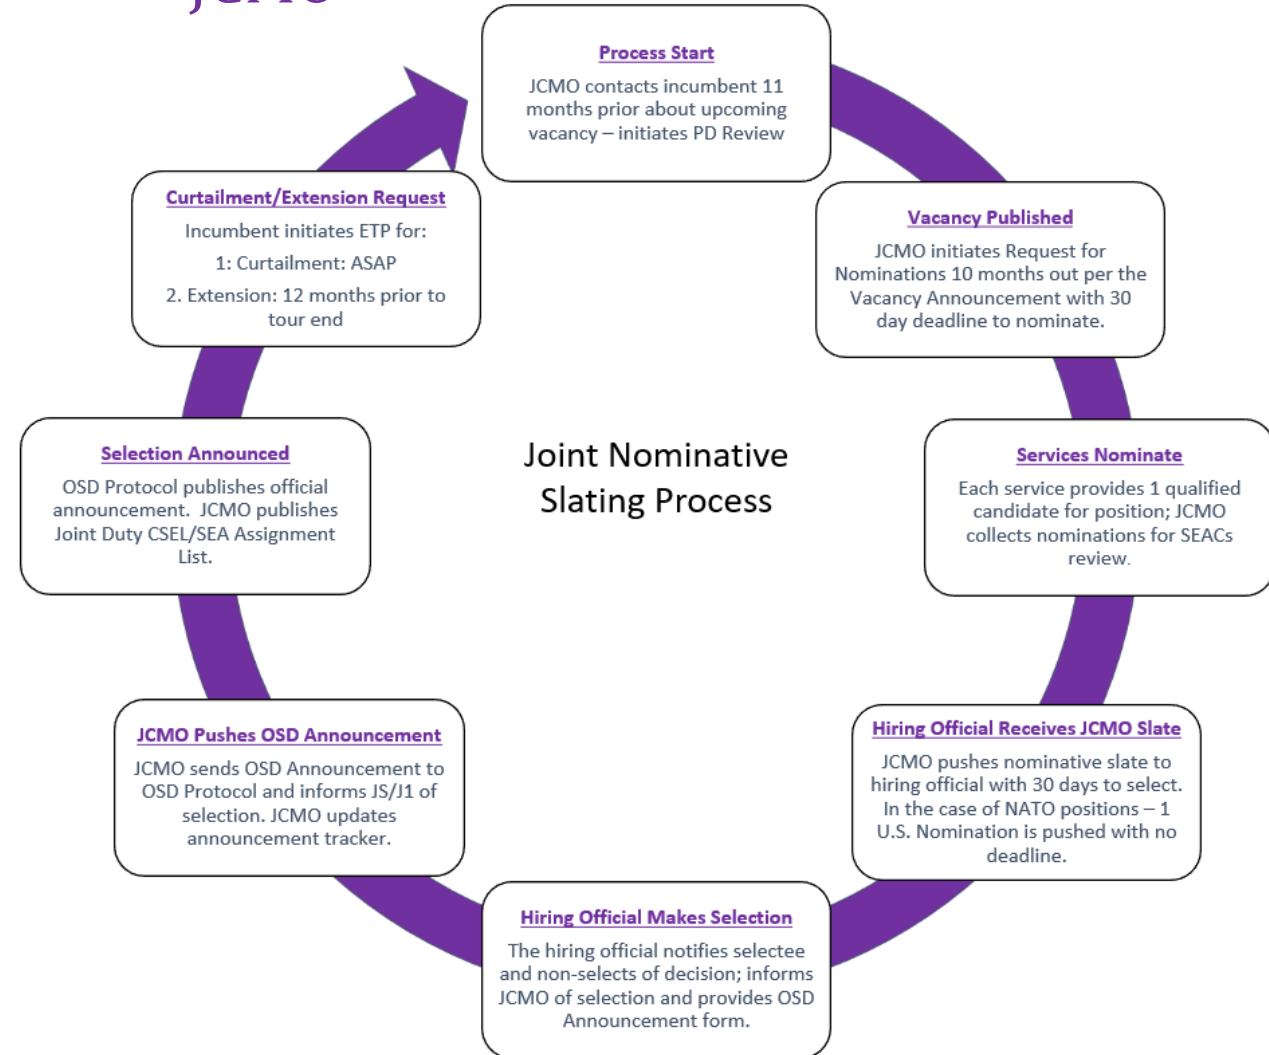 JCMO
Process Start
JCMO contacts incumbent 11
months prior about upcoming
vacancy – initiates PD Review
Vacancy Published
JCMO initiates Request for
Nominations 10 months out per the
Vacancy Announcement with 30
day deadline to nominate.
Services Nominate
Each service provides 1 qualified
candidate for position; JCMO
collects nominations for SEACs
review.
Hiring Official Receives JCMO Slate
JCMO pushes nominative slate to
hiring official with 30 days to select.
In the case of NATO positions – 1
U.S. Nomination is pushed with no
deadline.
Hiring Official Makes Selection
The hiring official notifies selectee
and non-selects of decision; informs
JCMO of selection and provides OSD
Announcement form.
JCMO Pushes OSD Announcement
JCMO sends OSD Announcement to
OSD Protocol and informs JS/J1 of
selection. JCMO updates
announcement tracker.
Selection Announced
OSD Protocol publishes official
announcement.  JCMO publishes
Joint Duty CSEL/SEA Assignment
List.
Curtailment/Extension Request
Incumbent initiates ETP for:
1: Curtailment: ASAP
2. Extension: 12 months prior to
tour end
Joint Nominative
Slating Process